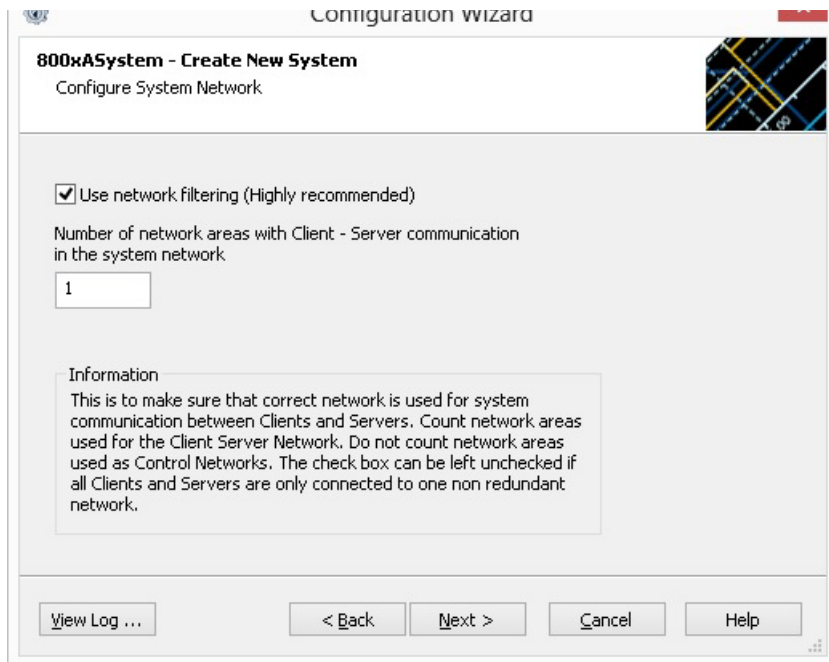 Configuration Wizard
800xASystem - Create New System
Configure System Network
Use network filtering (Highly recommended)
Number of network areas with Client - Server communication
in the system network
1
Information
This is to make sure that correct network is used for system
communication between Clients and Servers. Count network areas
used for the Client Server Network. Do not count network areas
used as Control Networks. The check box can be left unchecked if
all Clients and Servers are only connected to one non redundant
network.
View Log ...
< Back
Next >
Cancel
Help